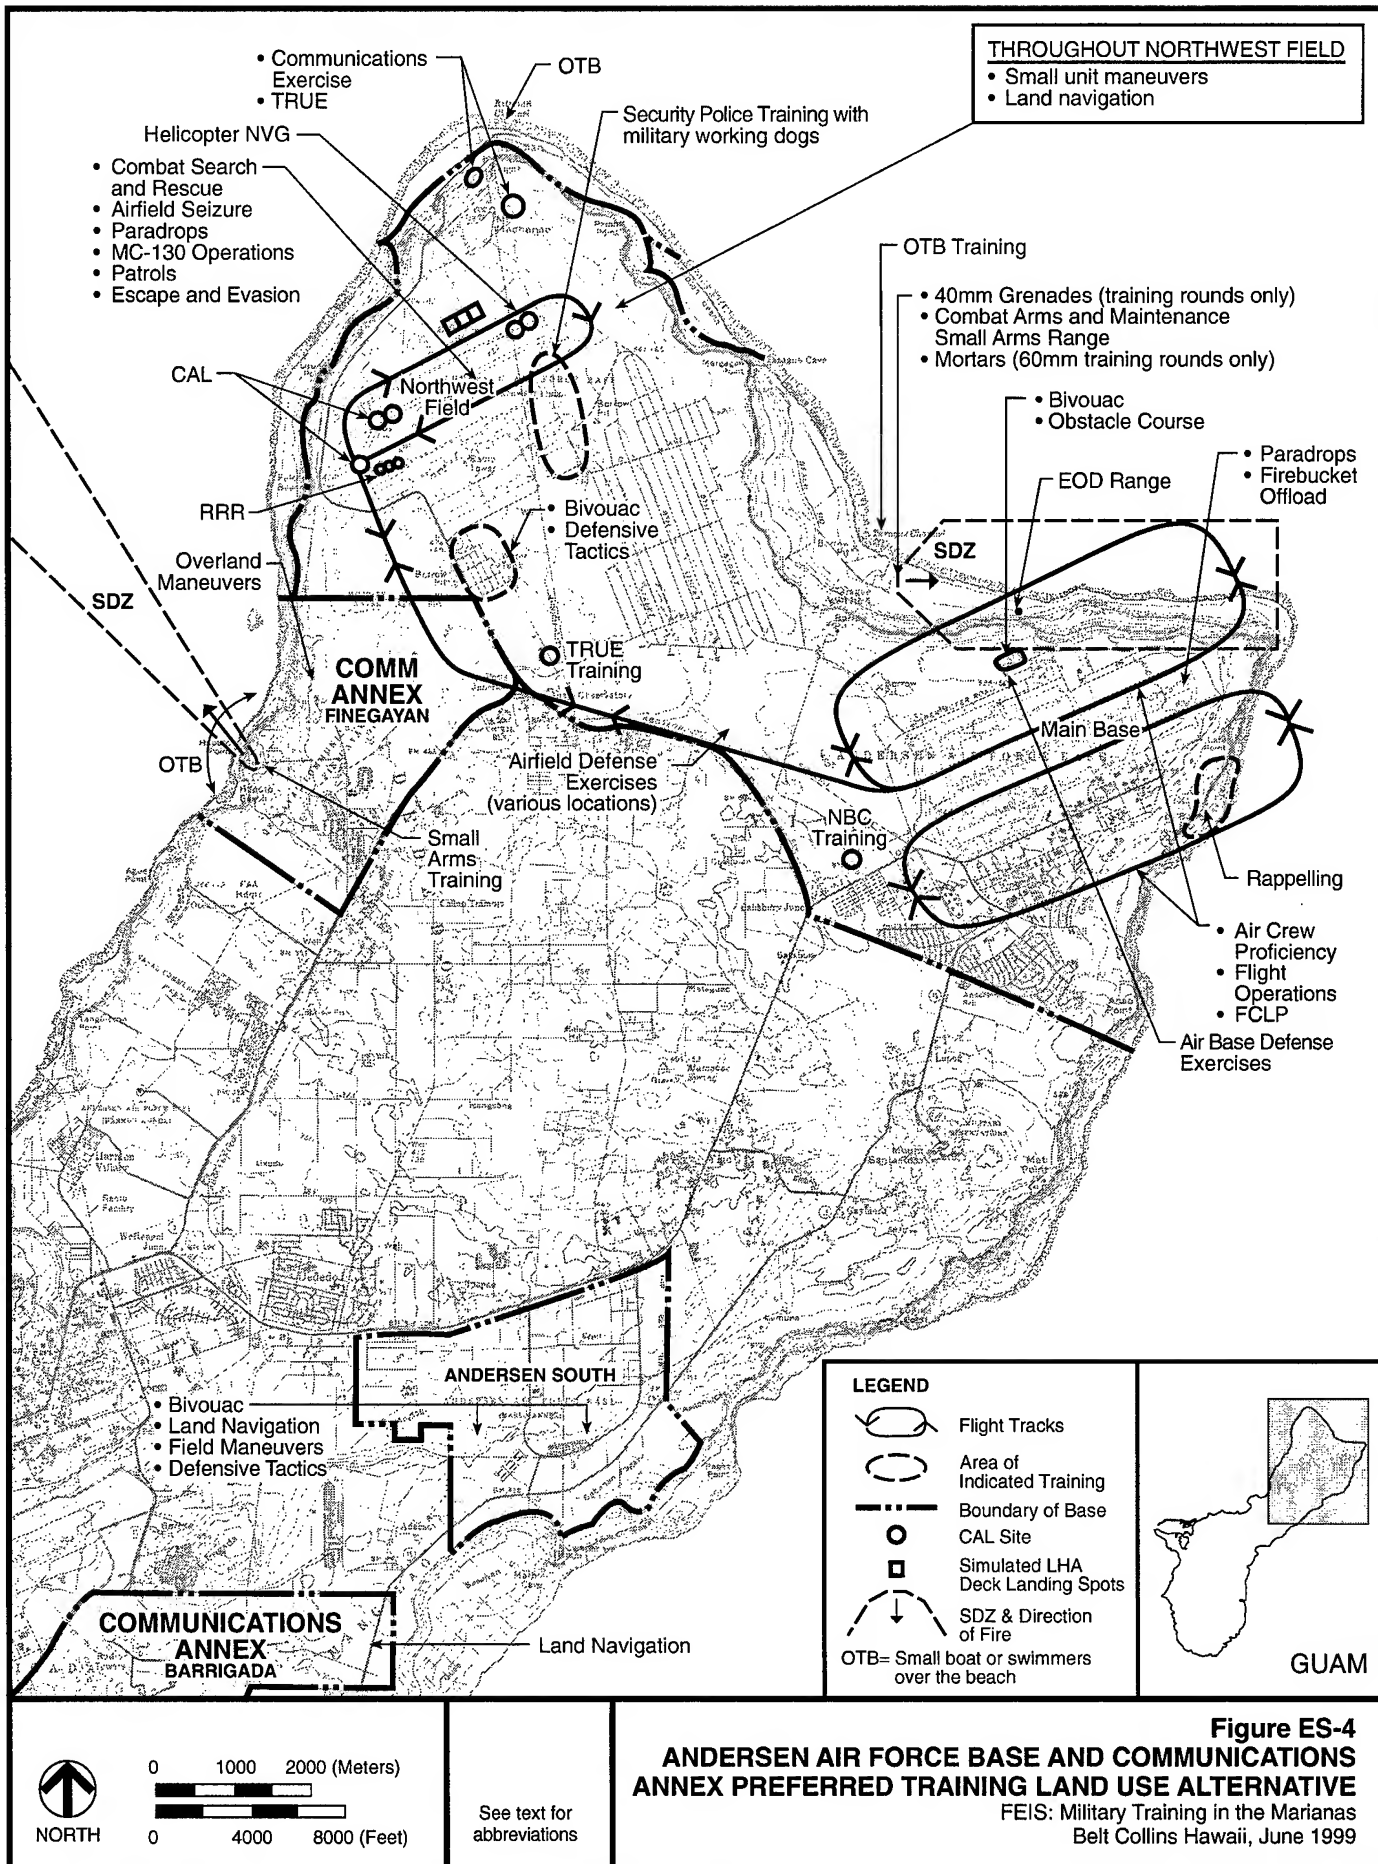 THROUGHOUT NORTHWEST FIELD
• Small unit maneuvers
• Land navigation
• Communications
Exercise
• TRUE
OTB
Helicopter NVG
Security Police Training with
military working dogs
• Combat Search
and Rescue
• Airfield Seizure
• Paradrops
• MC-130 Operations
• Patrols
• Escape and Evasion
OTB Training
• 40mm Grenades (training rounds only)
• Combat Arms and Maintenance
Small Arms Range
• Mortars (60mm training rounds only)
CAL
Northwest
Field
• Bivouac
• Obstacle Course
• Paradrops
• Firebucket
Offload
EOD Range
RRR
• Bivouac
• Defensive
Tactics
SDZ
Overland
Maneuvers
SDZ
TRUE
Training
COMM
ANNEX
FINEGAYAN
Main Base
OTB
Airfield Defense
Exercises
(various locations)
NBC
Training
Small
Arms
Training
Rappelling
• Air Crew
Proficiency
• Flight
Operations
• FCLP
Air Base Defense
Exercises
ANDERSEN SOUTH
• Bivouac
• Land Navigation
• Field Maneuvers
• Defensive Tactics
COMMUNICATIONS
ANNEX
BARRIGADA
Land Navigation
LEGEND
Flight Tracks
Area of
Indicated Training
Boundary of Base
CAL Site
Simulated LHA
Deck Landing Spots
SDZ & Direction
of Fire
OTB= Small boat or swimmers
over the beach
GUAM
NORTH
0 1000 2000 (Meters)
0 4000 8000 (Feet)
See text for
abbreviations
Figure ES-4
ANDERSEN AIR FORCE BASE AND COMMUNICATIONS
ANNEX PREFERRED TRAINING LAND USE ALTERNATIVE
FEIS: Military Training in the Marianas
Belt Collins Hawaii, June 1999